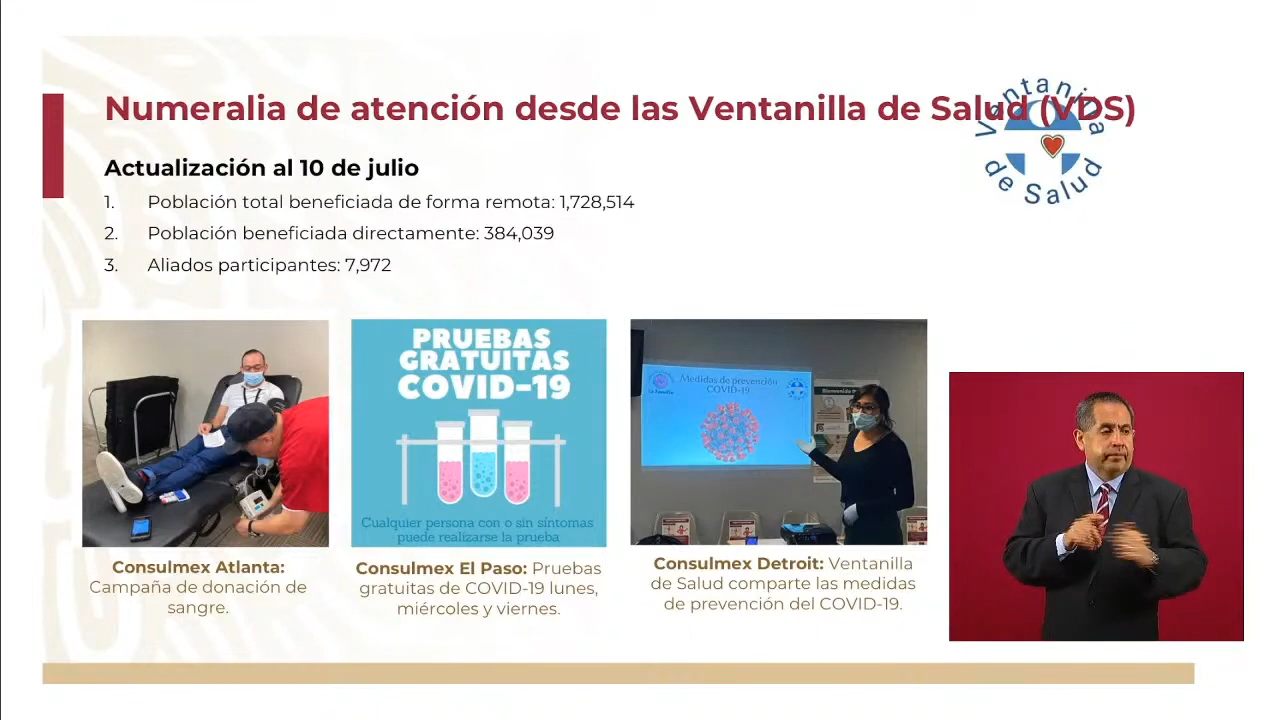 Numeralia de atención desde las Ventanilla de Salud (VDS)
Ventanilla
de Salud
Actualización al 10 de julio
1. Población total beneficiada de forma remota: 1,728,514
2. Población beneficiada directamente: 384,039
3. Aliados participantes: 7,972
PRUEBAS
GRATUITAS
COVID-19
Cualquier persona con o sin síntomas
puede realizarse la prueba
Medidas de prevención
COVID-19
Consulmex Atlanta:
Campaña de donación de
sangre.
Consulmex El Paso: Pruebas
gratuitas de COVID-19 lunes,
miércoles y viernes.
Consulmex Detroit: Ventanilla
de Salud comparte las medidas
de prevención del COVID-19.